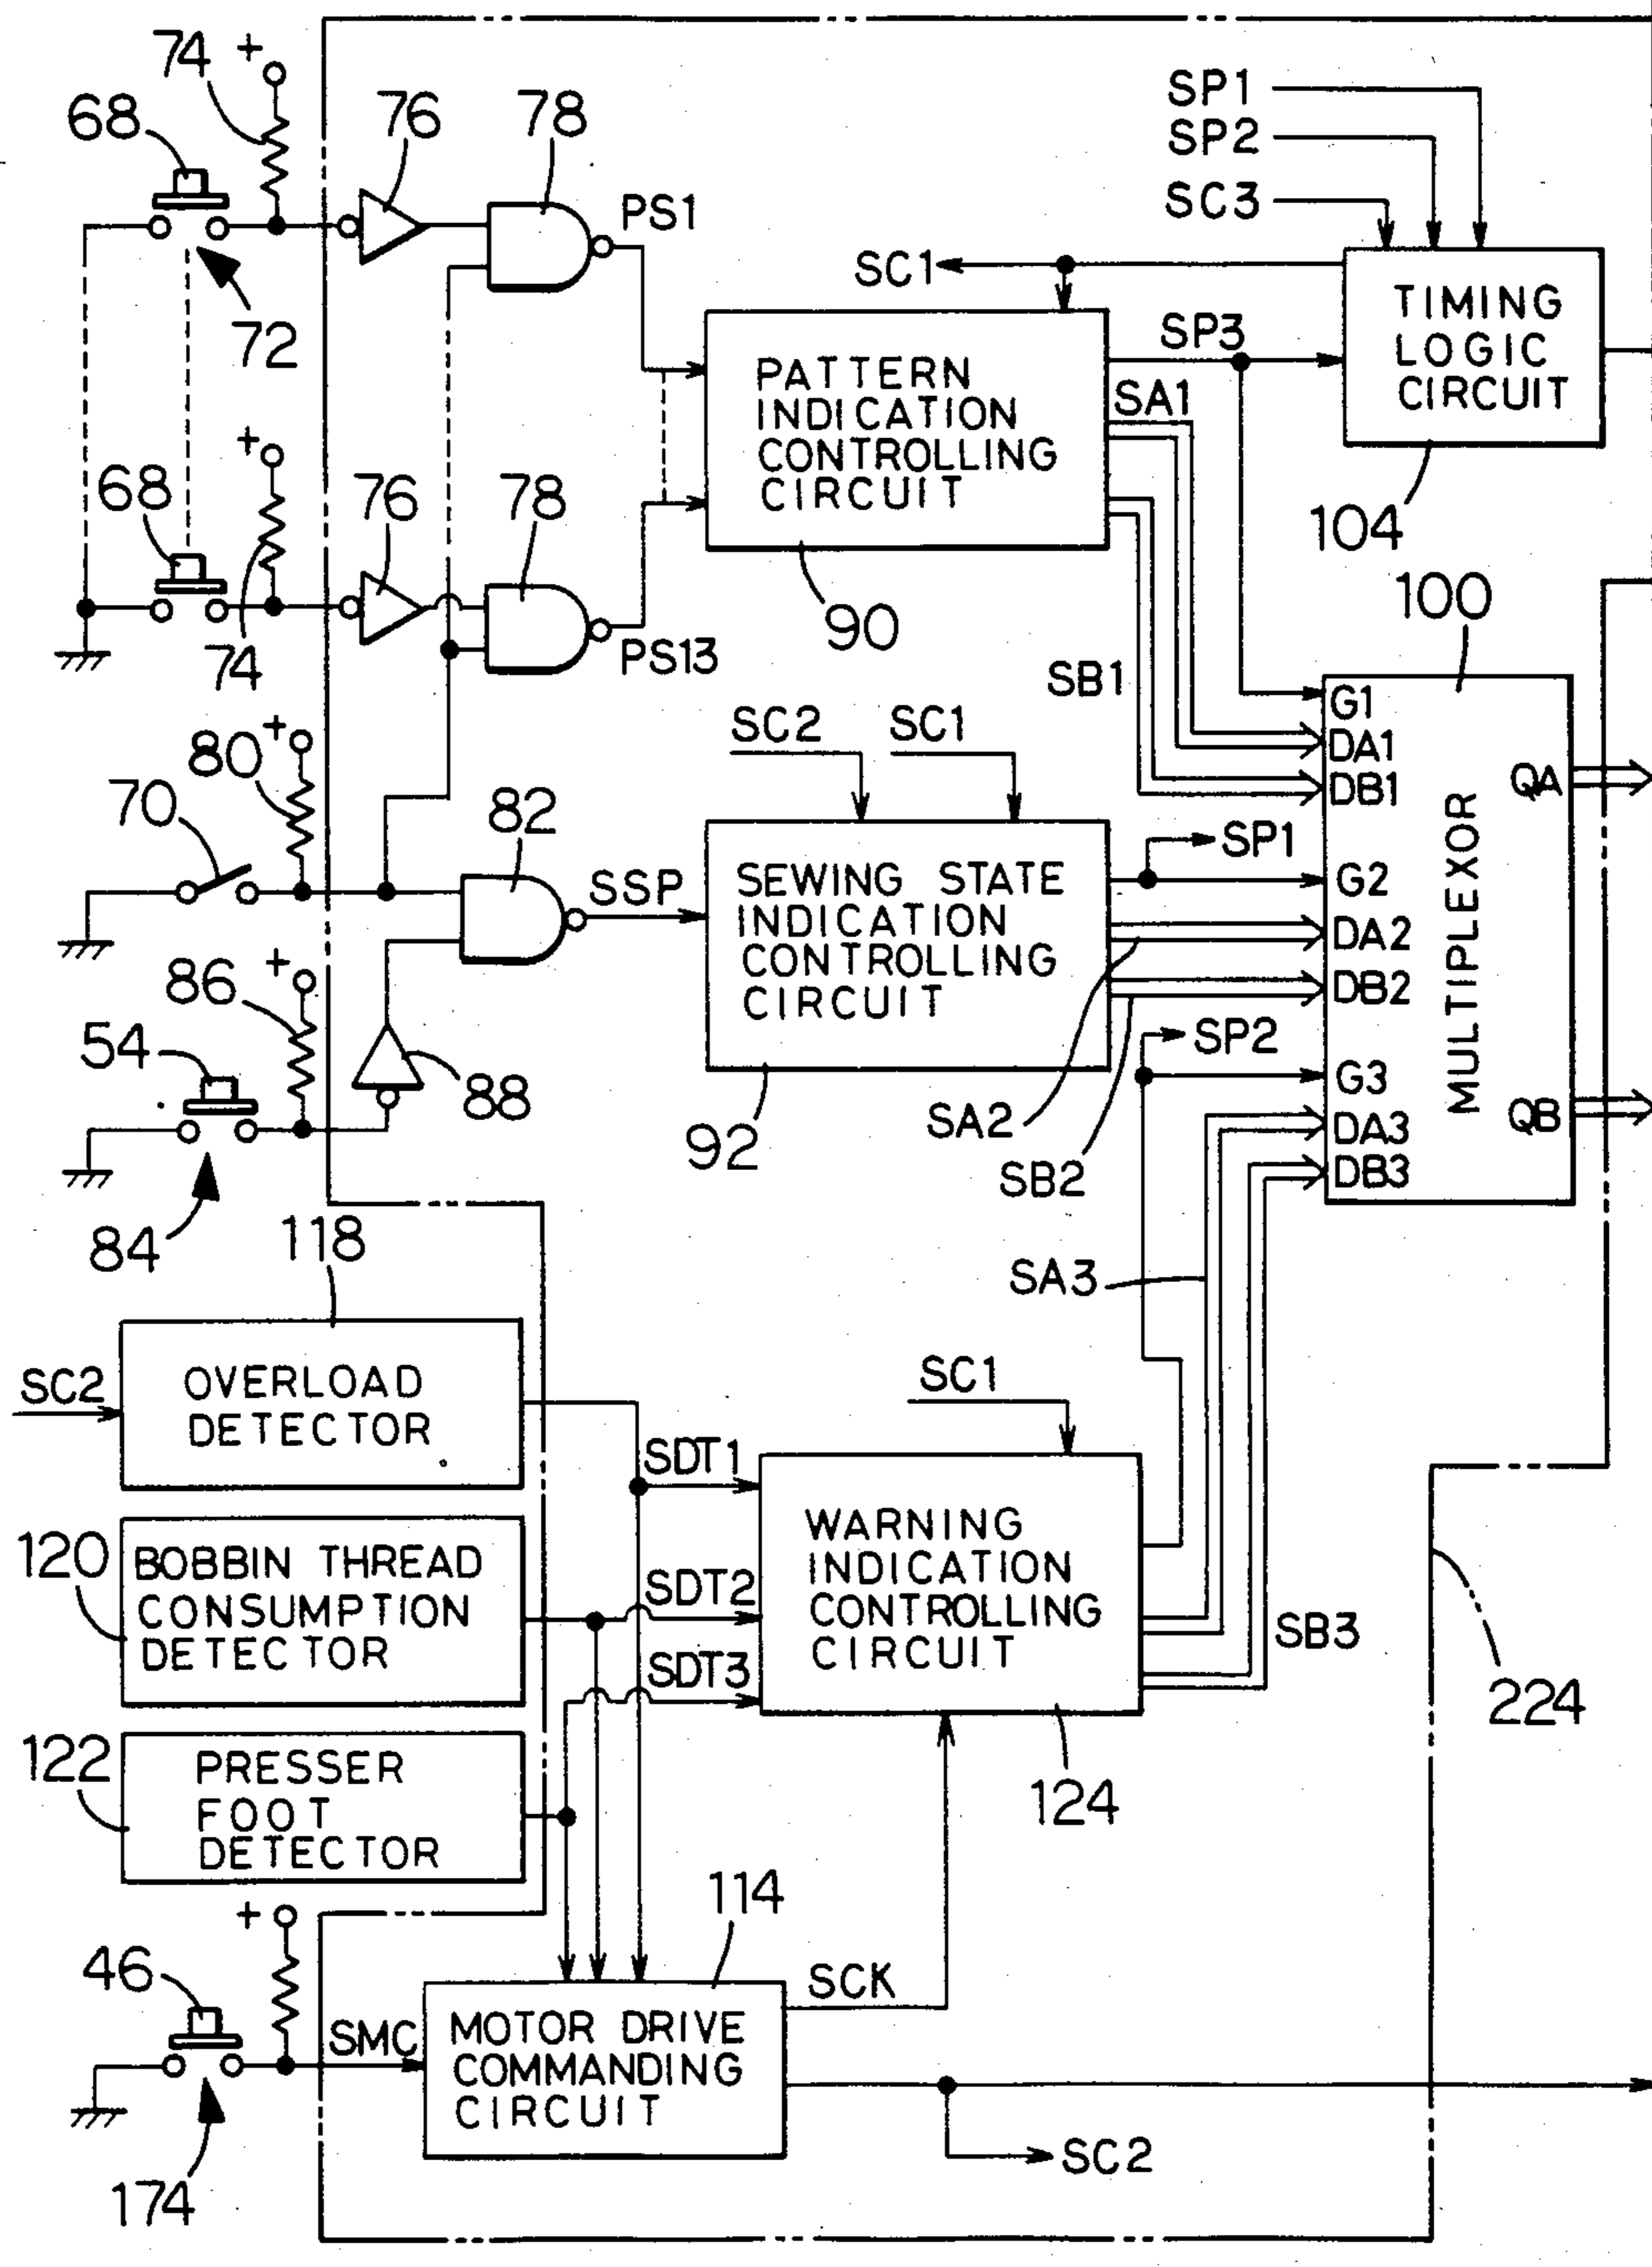 74
+
68
76
78
PS1
SP1
SP2
SC3
72
SC1
TIMING
LOGIC
CIRCUIT
SP3
PATTERN
INDICATION
CONTROLLING
CIRCUIT
SA1
104
+
68
76
78
90
100
74
PS13
SB1
G1
DA1
DB1
QA
+
80
70
SC2
SC1
82
SSP
SEWING STATE
INDICATION
CONTROLLING
CIRCUIT
SP1
G2
DA2
DB2
MULTIPLEXOR
+
86
54
88
84
92
SA2
SB2
SP2
G3
DA3
DB3
QB
118
SA3
SC2
OVERLOAD
DETECTOR
SC1
SDT1
120
BOBBIN THREAD
CONSUMPTION
DETECTOR
SDT2
SDT3
WARNING
INDICATION
CONTROLLING
CIRCUIT
SB3
224
122
PRESSER
FOOT
DETECTOR
124
114
+
46
SMC
MOTOR DRIVE
COMMANDING
CIRCUIT
SCK
SC2
174